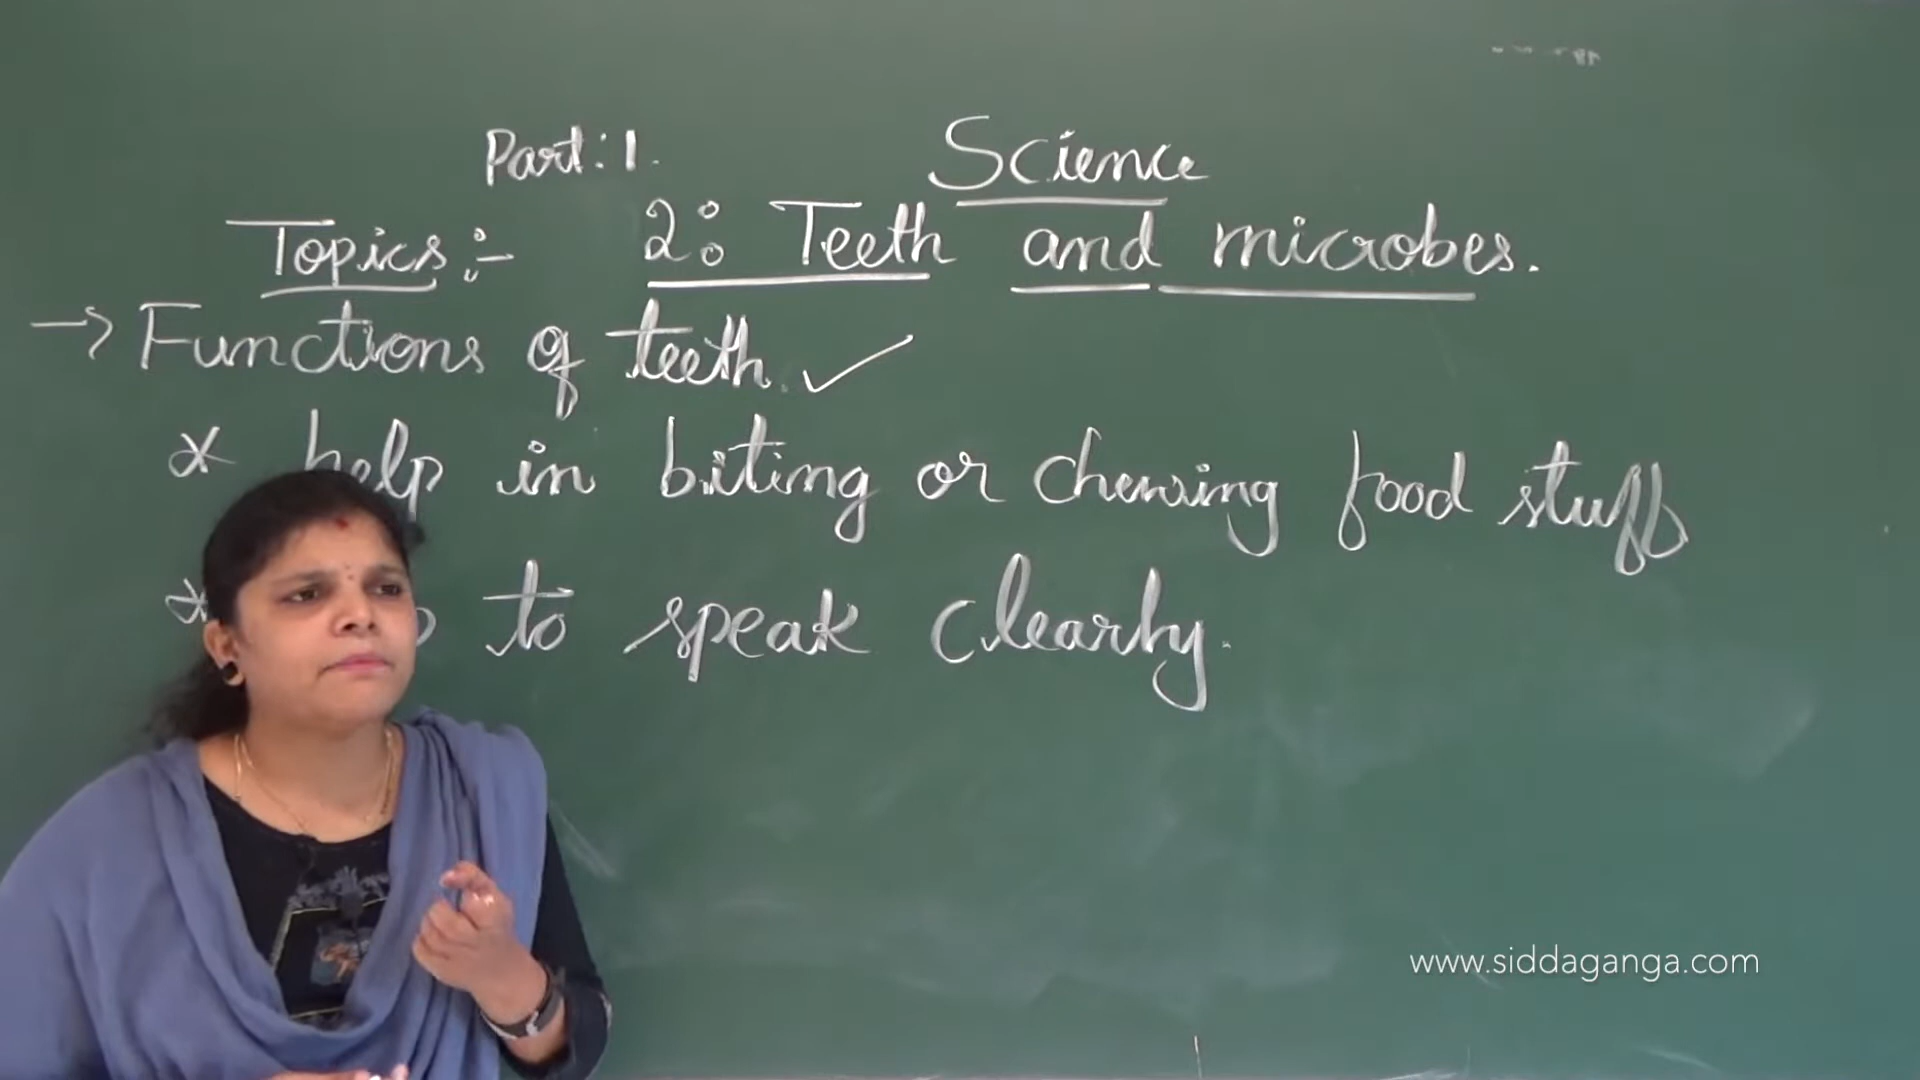 Part: 1.
Science
Topics :-
2: Teeth and microbes.
→ Functions of teeth. ✓
* help in biting or chewing food stuff
* to speak clearly.
www.siddaganga.com